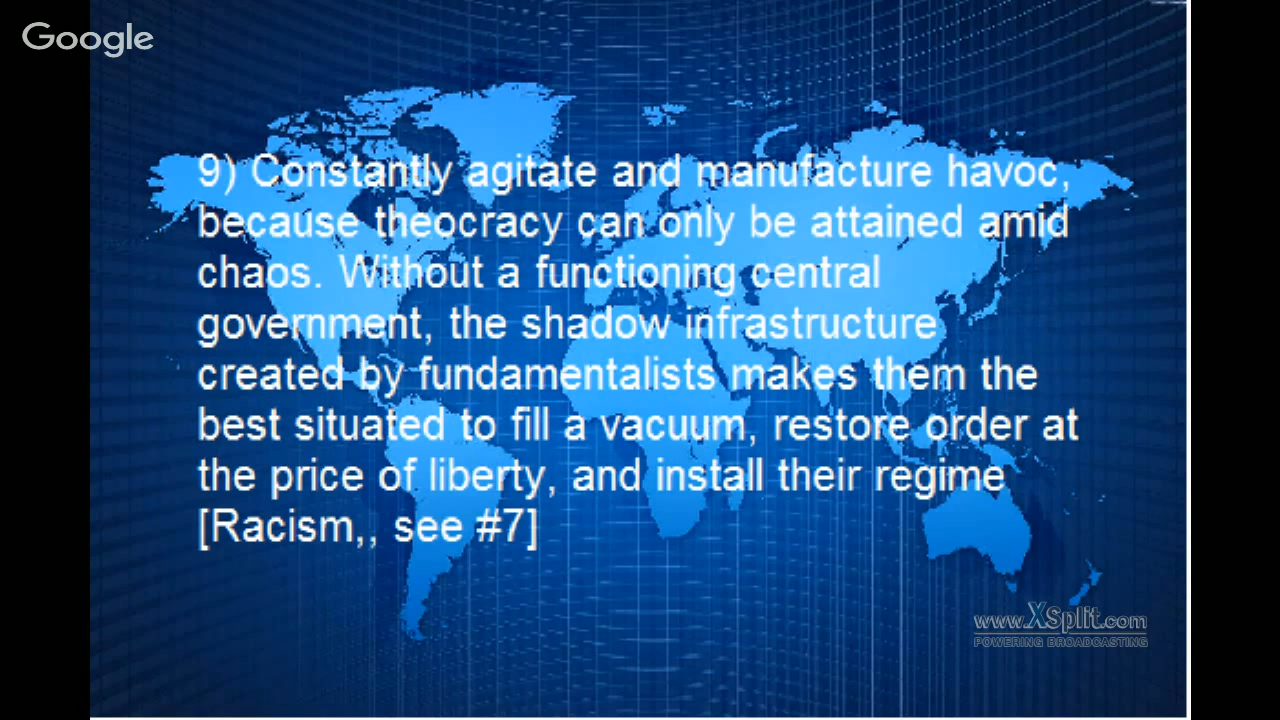 Google
9) Constantly agitate and manufacture havoc,
because theocracy can only be attained amid
chaos. Without a functioning central
government, the shadow infrastructure
created by fundamentalists makes them the
best situated to fill a vacuum, restore order at
the price of liberty, and install their regime
[Racism,, see #7]
www.XSplit.com
POWERING BROADCASTING